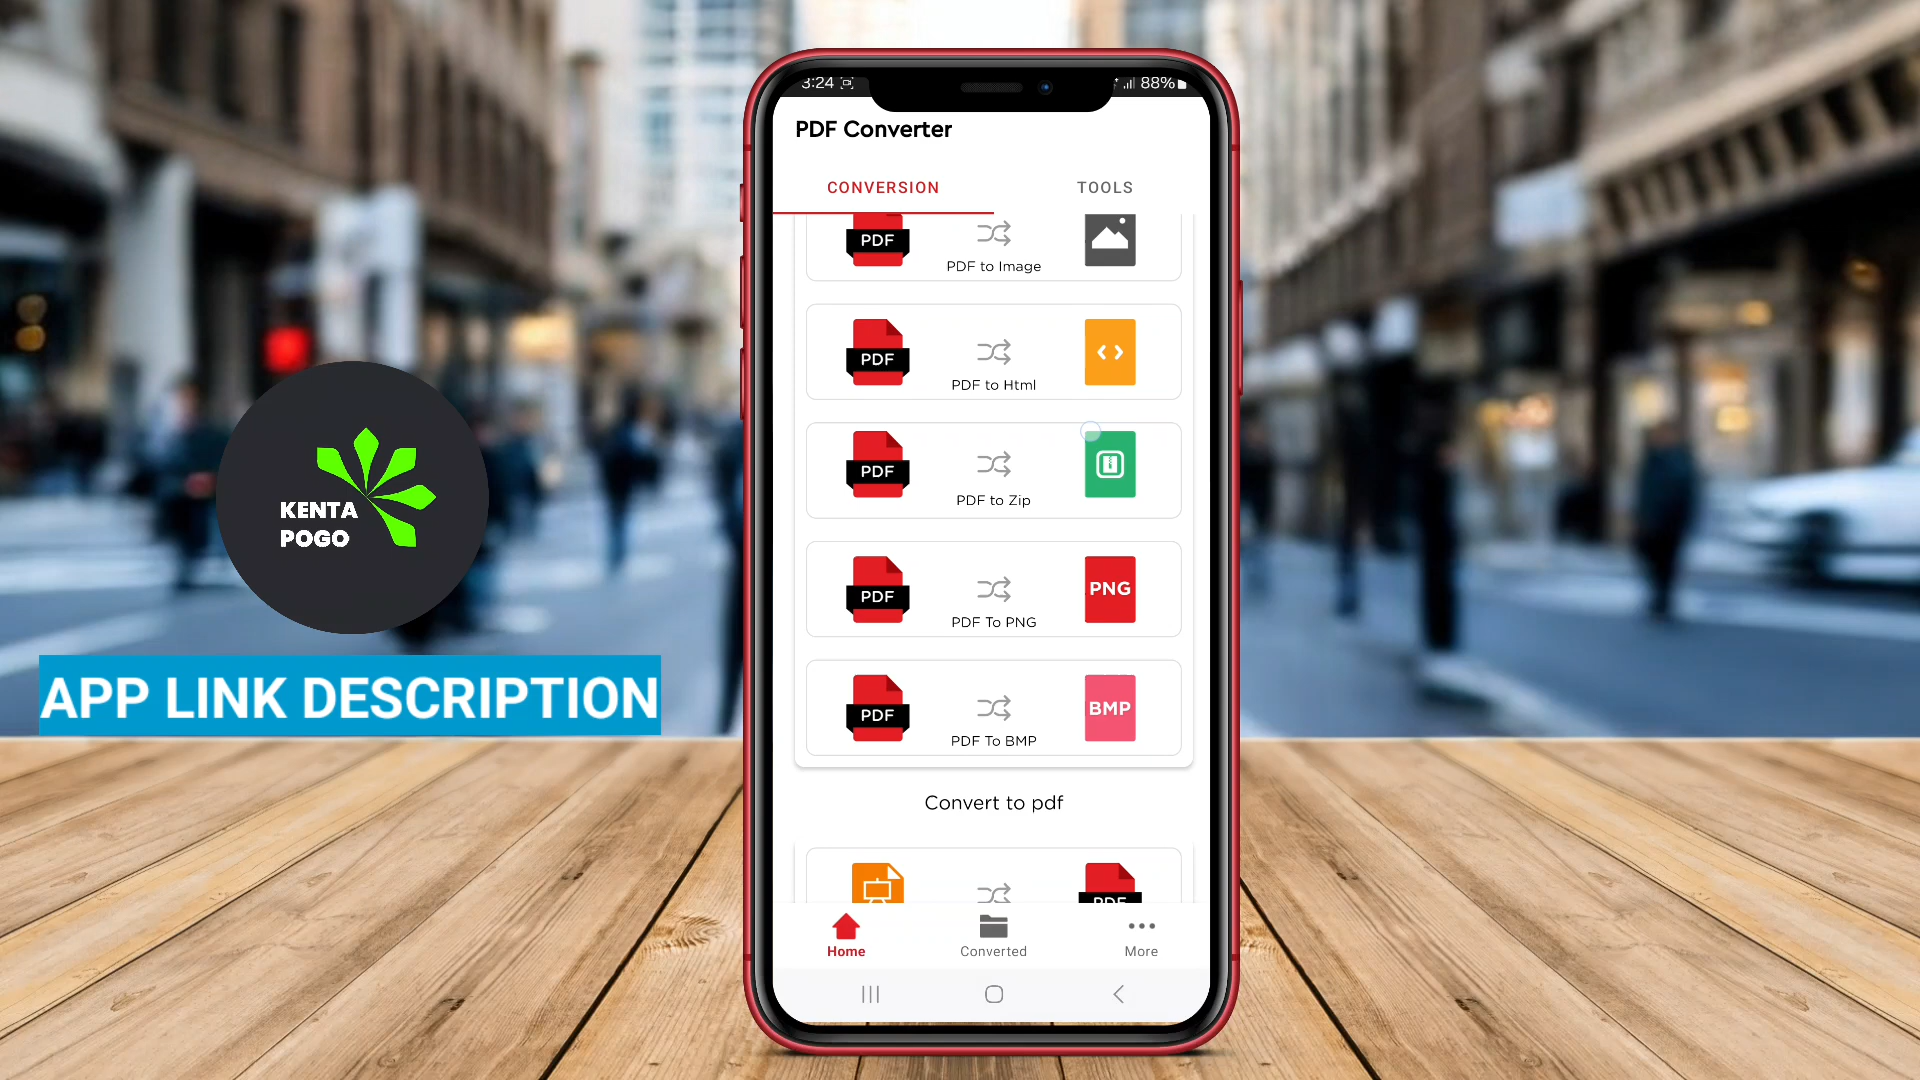 3:24
88%
PDF Converter
CONVERSION
TOOLS
PDF
PDF to Image
PDF
PDF to Html
PDF
PDF to Zip
PDF
PDF To PNG
PNG
PDF
PDF To BMP
BMP
Convert to pdf
PDF
Home
Converted
More
KENTA
POGO
APP LINK DESCRIPTION